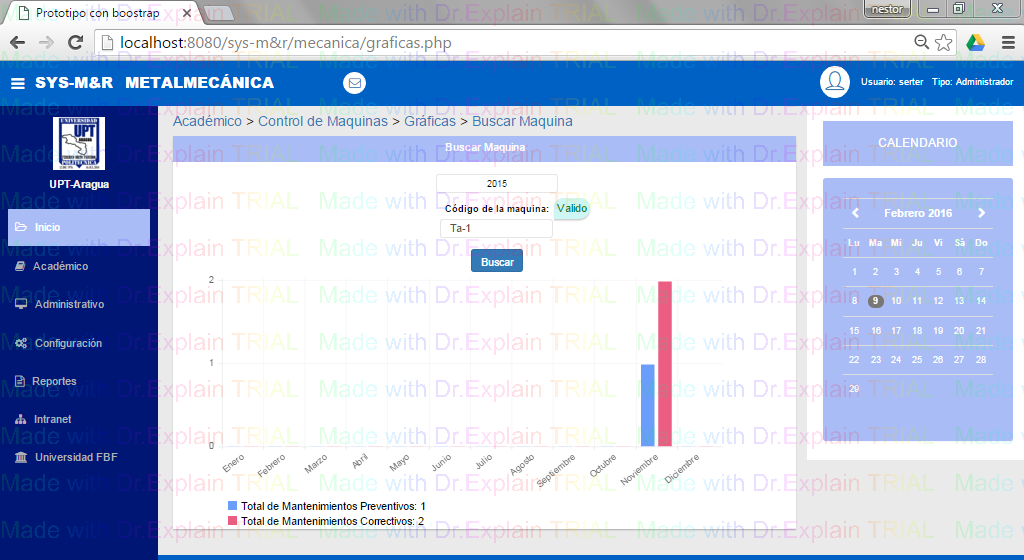 Prototipo con boostrap
nestor
localhost:8080/sys-m&r/mecanica/graficas.php
SYS-M&R METALMECÁNICA
Usuario: serter Tipo: Administrador
UNIVERSIDAD
UPT
ARAGUA
POLITECNICA
UPT-Aragua
Inicio
Académico
Administrativo
Configuración
Reportes
Intranet
Universidad FBF
Académico > Control de Maquinas > Gráficas > Buscar Maquina
Buscar Maquina
2015
Código de la maquina: Valido
Ta-1
Buscar
2
1
0
Enero Febrero Marzo Abril Mayo Junio Julio Agosto Septiembre Octubre Noviembre Diciembre
Total de Mantenimientos Preventivos: 1
Total de Mantenimientos Correctivos: 2
CALENDARIO
Febrero 2016
Lu Ma Mi Ju Vi Sá Do
1 2 3 4 5 6 7
8 9 10 11 12 13 14
15 16 17 18 19 20 21
22 23 24 25 26 27 28
29
Made with Dr.Explain TRIAL